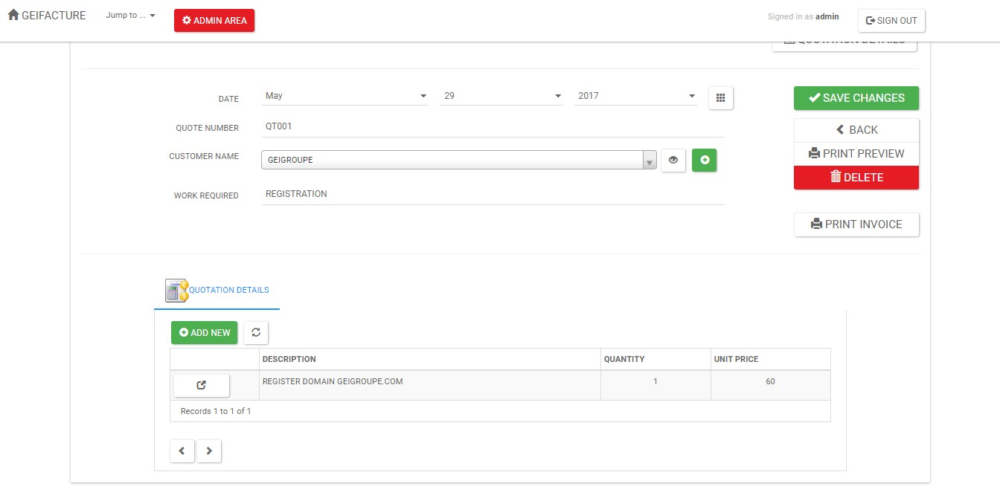 GEIFACTURE Jump to ... ADMIN AREA Signed in as admin SIGN OUT
QUOTATION DETAILS
DATE May 29 2017 SAVE CHANGES
QUOTE NUMBER QT001 BACK
CUSTOMER NAME GEIGROUPE PRINT PREVIEW
DELETE
WORK REQUIRED REGISTRATION
PRINT INVOICE
QUOTATION DETAILS
ADD NEW
DESCRIPTION QUANTITY UNIT PRICE
REGISTER DOMAIN GEIGROUPE.COM 1 60
Records 1 to 1 of 1